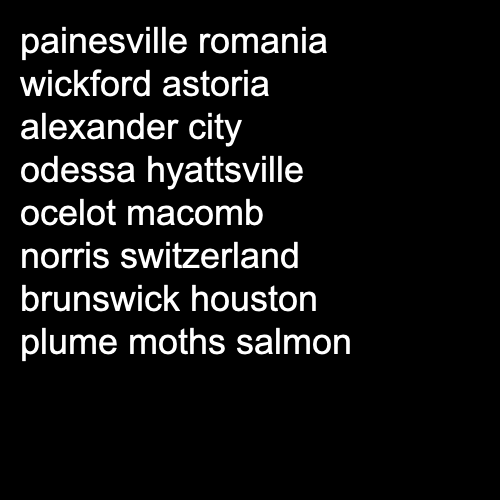 painesville romania
wickford astoria
alexander city
odessa hyattsville
ocelot macomb
norris switzerland
brunswick houston
plume moths salmon